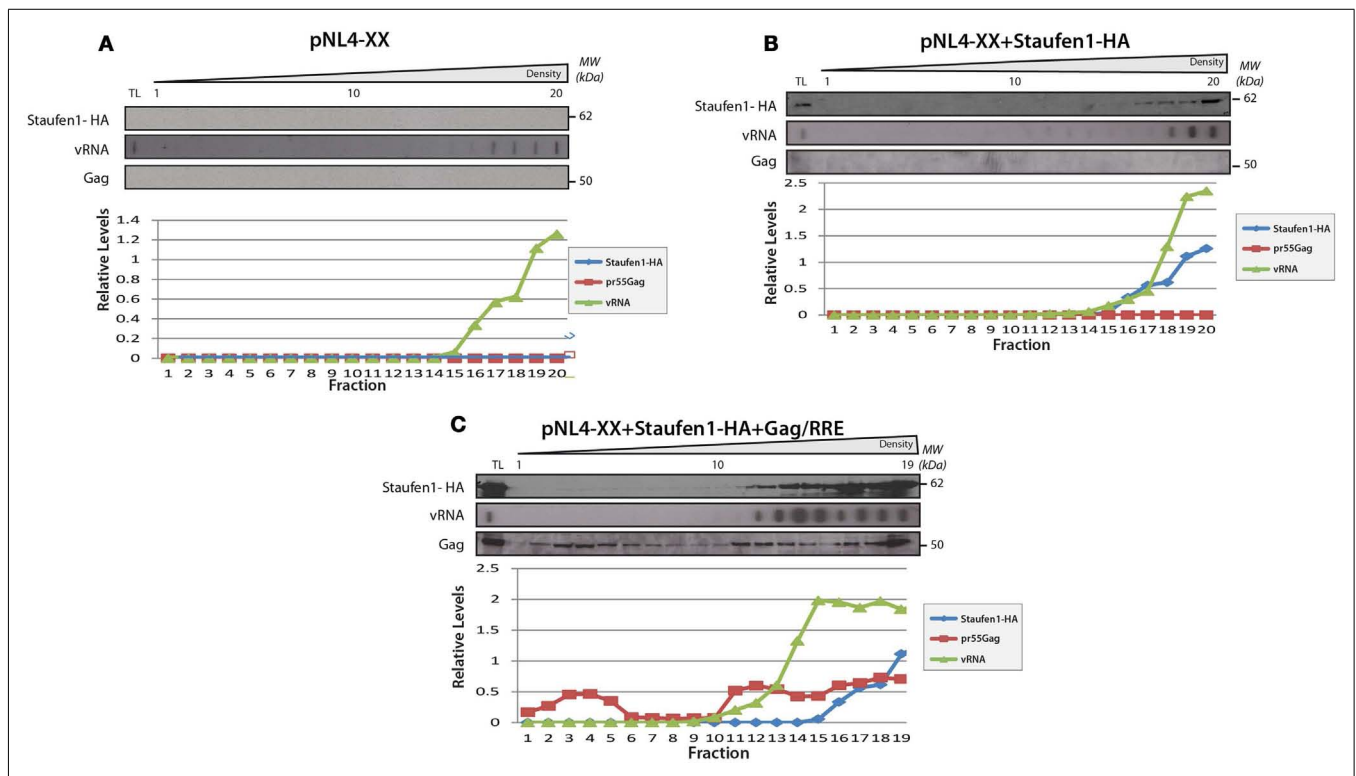 A
pNL4-XX
MW
(kDa)
Density
TL 1 10 20
Staufen1- HA
62
vRNA
Gag
50
Relative Levels
1.4
1.2
1
0.8
0.6
0.4
0.2
0
1 2 3 4 5 6 7 8 9 10 11 12 13 14 15 16 17 18 19 20
Fraction
Staufen1-HA
pr55Gag
vRNA
B
pNL4-XX+Staufen1-HA
MW
(kDa)
Density
TL 1 10 20
Staufen1-HA
62
vRNA
Gag
50
Relative Levels
2.5
2
1.5
1
0.5
0
1 2 3 4 5 6 7 8 9 10 11 12 13 14 15 16 17 18 19 20
Fraction
Staufen1-HA
pr55Gag
vRNA
C
pNL4-XX+Staufen1-HA+Gag/RRE
Density
MW
TL 1 10 19 (kDa)
Staufen1- HA
62
vRNA
Gag
50
Relative Levels
2.5
2
1.5
1
0.5
0
1 2 3 4 5 6 7 8 9 10 11 12 13 14 15 16 17 18 19
Fraction
Staufen1-HA
pr55Gag
vRNA